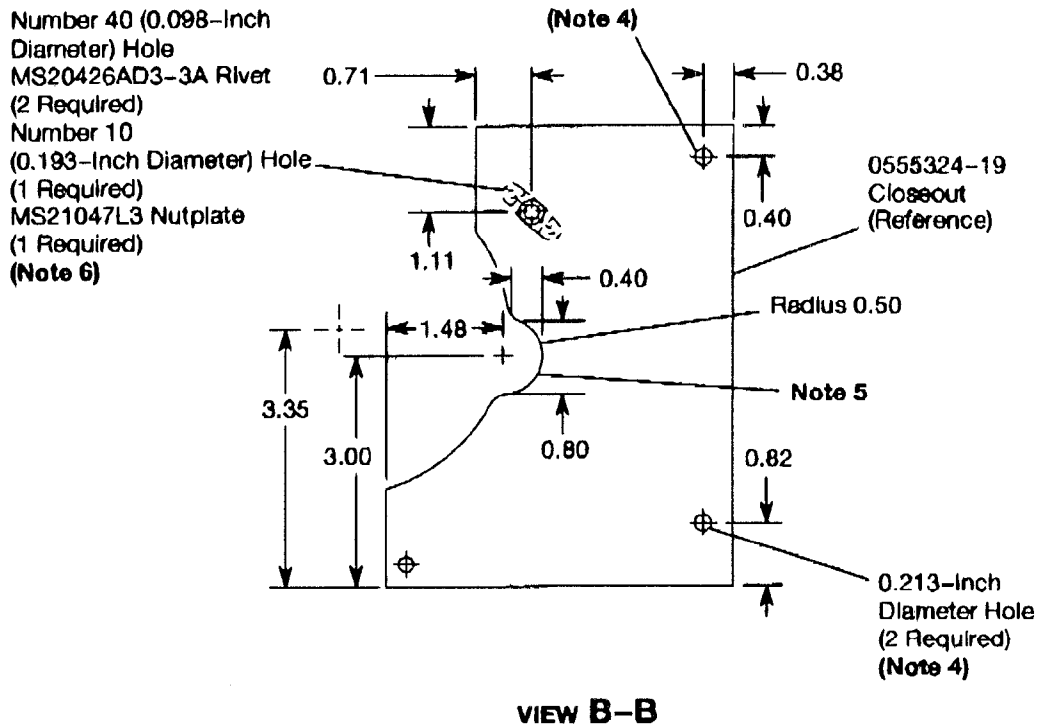 Number 40 (0.098-Inch
Diameter) Hole
MS20426AD3-3A Rivet
(2 Required)
Number 10
(0.193-Inch Diameter) Hole
(1 Required)
MS21047L3 Nutplate
(1 Required)
(Note 6)
(Note 4)
0.71
0.38
0555324-19
Closeout
(Reference)
0.40
1.11
0.40
Radius 0.50
1.48
Note 5
3.35
3.00
0.80
0.82
0.213-Inch
Diameter Hole
(2 Required)
(Note 4)
VIEW B-B